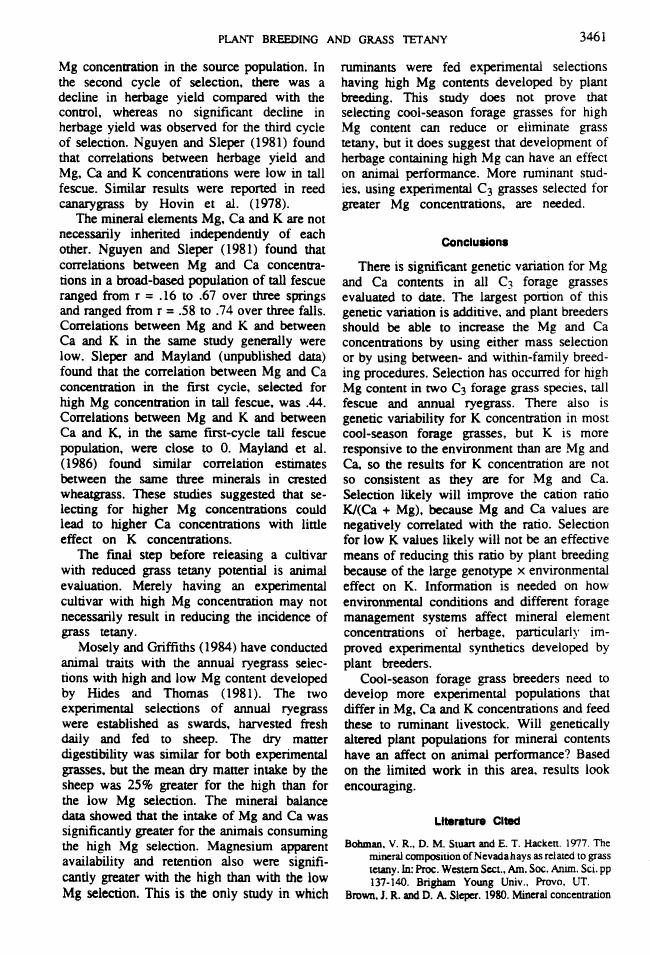 PLANT BREEDING AND GRASS TETANY
3461
Mg concentration in the source population. In
the second cycle of selection, there was a
decline in herbage yield compared with the
control, whereas no significant decline in
herbage yield was observed for the third cycle
of selection. Nguyen and Sleper (1981) found
that correlations between herbage yield and
Mg, Ca and K concentrations were low in tall
fescue. Similar results were reported in reed
canarygrass by Hovin et al. (1978).
The mineral elements Mg, Ca and K are not
necessarily inherited independently of each
other. Nguyen and Sleper (1981) found that
correlations between Mg and Ca concentra-
tions in a broad-based population of tall fescue
ranged from r = .16 to .67 over three springs
and ranged from r = .58 to .74 over three falls.
Correlations between Mg and K and between
Ca and K in the same study generally were
low. Sleper and Mayland (unpublished data)
found that the correlation between Mg and Ca
concentration in the first cycle, selected for
high Mg concentration in tall fescue, was .44.
Correlations between Mg and K and between
Ca and K, in the same first-cycle tall fescue
population, were close to 0. Mayland et al.
(1986) found similar correlation estimates
between the same three minerals in crested
wheatgrass. These studies suggested that se-
lecting for higher Mg concentrations could
lead to higher Ca concentrations with little
effect on K concentrations.
The final step before releasing a cultivar
with reduced grass tetany potential is animal
evaluation. Merely having an experimental
cultivar with high Mg concentration may not
necessarily result in reducing the incidence of
grass tetany.
Mosely and Griffiths (1984) have conducted
animal traits with the annual ryegrass selec-
tions with high and low Mg content developed
by Hides and Thomas (1981). The two
experimental selections of annual ryegrass
were established as swards, harvested fresh
daily and fed to sheep. The dry matter
digestibility was similar for both experimental
grasses, but the mean dry matter intake by the
sheep was 25% greater for the high than for
the low Mg selection. The mineral balance
data showed that the intake of Mg and Ca was
significantly greater for the animals consuming
the high Mg selection. Magnesium apparent
availability and retention also were signifi-
cantly greater with the high than with the low
Mg selection. This is the only study in which
ruminants were fed experimental selections
having high Mg contents developed by plant
breeding. This study does not prove that
selecting cool-season forage grasses for high
Mg content can reduce or eliminate grass
tetany, but it does suggest that development of
herbage containing high Mg can have an effect
on animal performance. More ruminant stud-
ies, using experimental C3 grasses selected for
greater Mg concentrations, are needed.
Conclusions
There is significant genetic variation for Mg
and Ca contents in all C3 forage grasses
evaluated to date. The largest portion of this
genetic variation is additive, and plant breeders
should be able to increase the Mg and Ca
concentrations by using either mass selection
or by using between- and within-family breed-
ing procedures. Selection has occurred for high
Mg content in two C3 forage grass species, tall
fescue and annual ryegrass. There also is
genetic variability for K concentration in most
cool-season forage grasses, but K is more
responsive to the environment than are Mg and
Ca, so the results for K concentration are not
so consistent as they are for Mg and Ca.
Selection likely will improve the cation ratio
K/(Ca + Mg), because Mg and Ca values are
negatively correlated with the ratio. Selection
for low K values likely will not be an effective
means of reducing this ratio by plant breeding
because of the large genotype x environmental
effect on K. Information is needed on how
environmental conditions and different forage
management systems affect mineral element
concentrations of herbage, particularly im-
proved experimental synthetics developed by
plant breeders.
Cool-season forage grass breeders need to
develop more experimental populations that
differ in Mg, Ca and K concentrations and feed
these to ruminant livestock. Will genetically
altered plant populations for mineral contents
have an affect on animal performance? Based
on the limited work in this area, results look
encouraging.
Literature Cited
Bohman, V. R., D. M. Stuart and E. T. Hackett. 1977. The
mineral composition of Nevada hays as related to grass
tetany. In: Proc. Western Sect., Am. Soc. Anim. Sci. pp
137-140. Brigham Young Univ., Provo, UT.
Brown, J. R. and D. A. Sleper. 1980. Mineral concentration